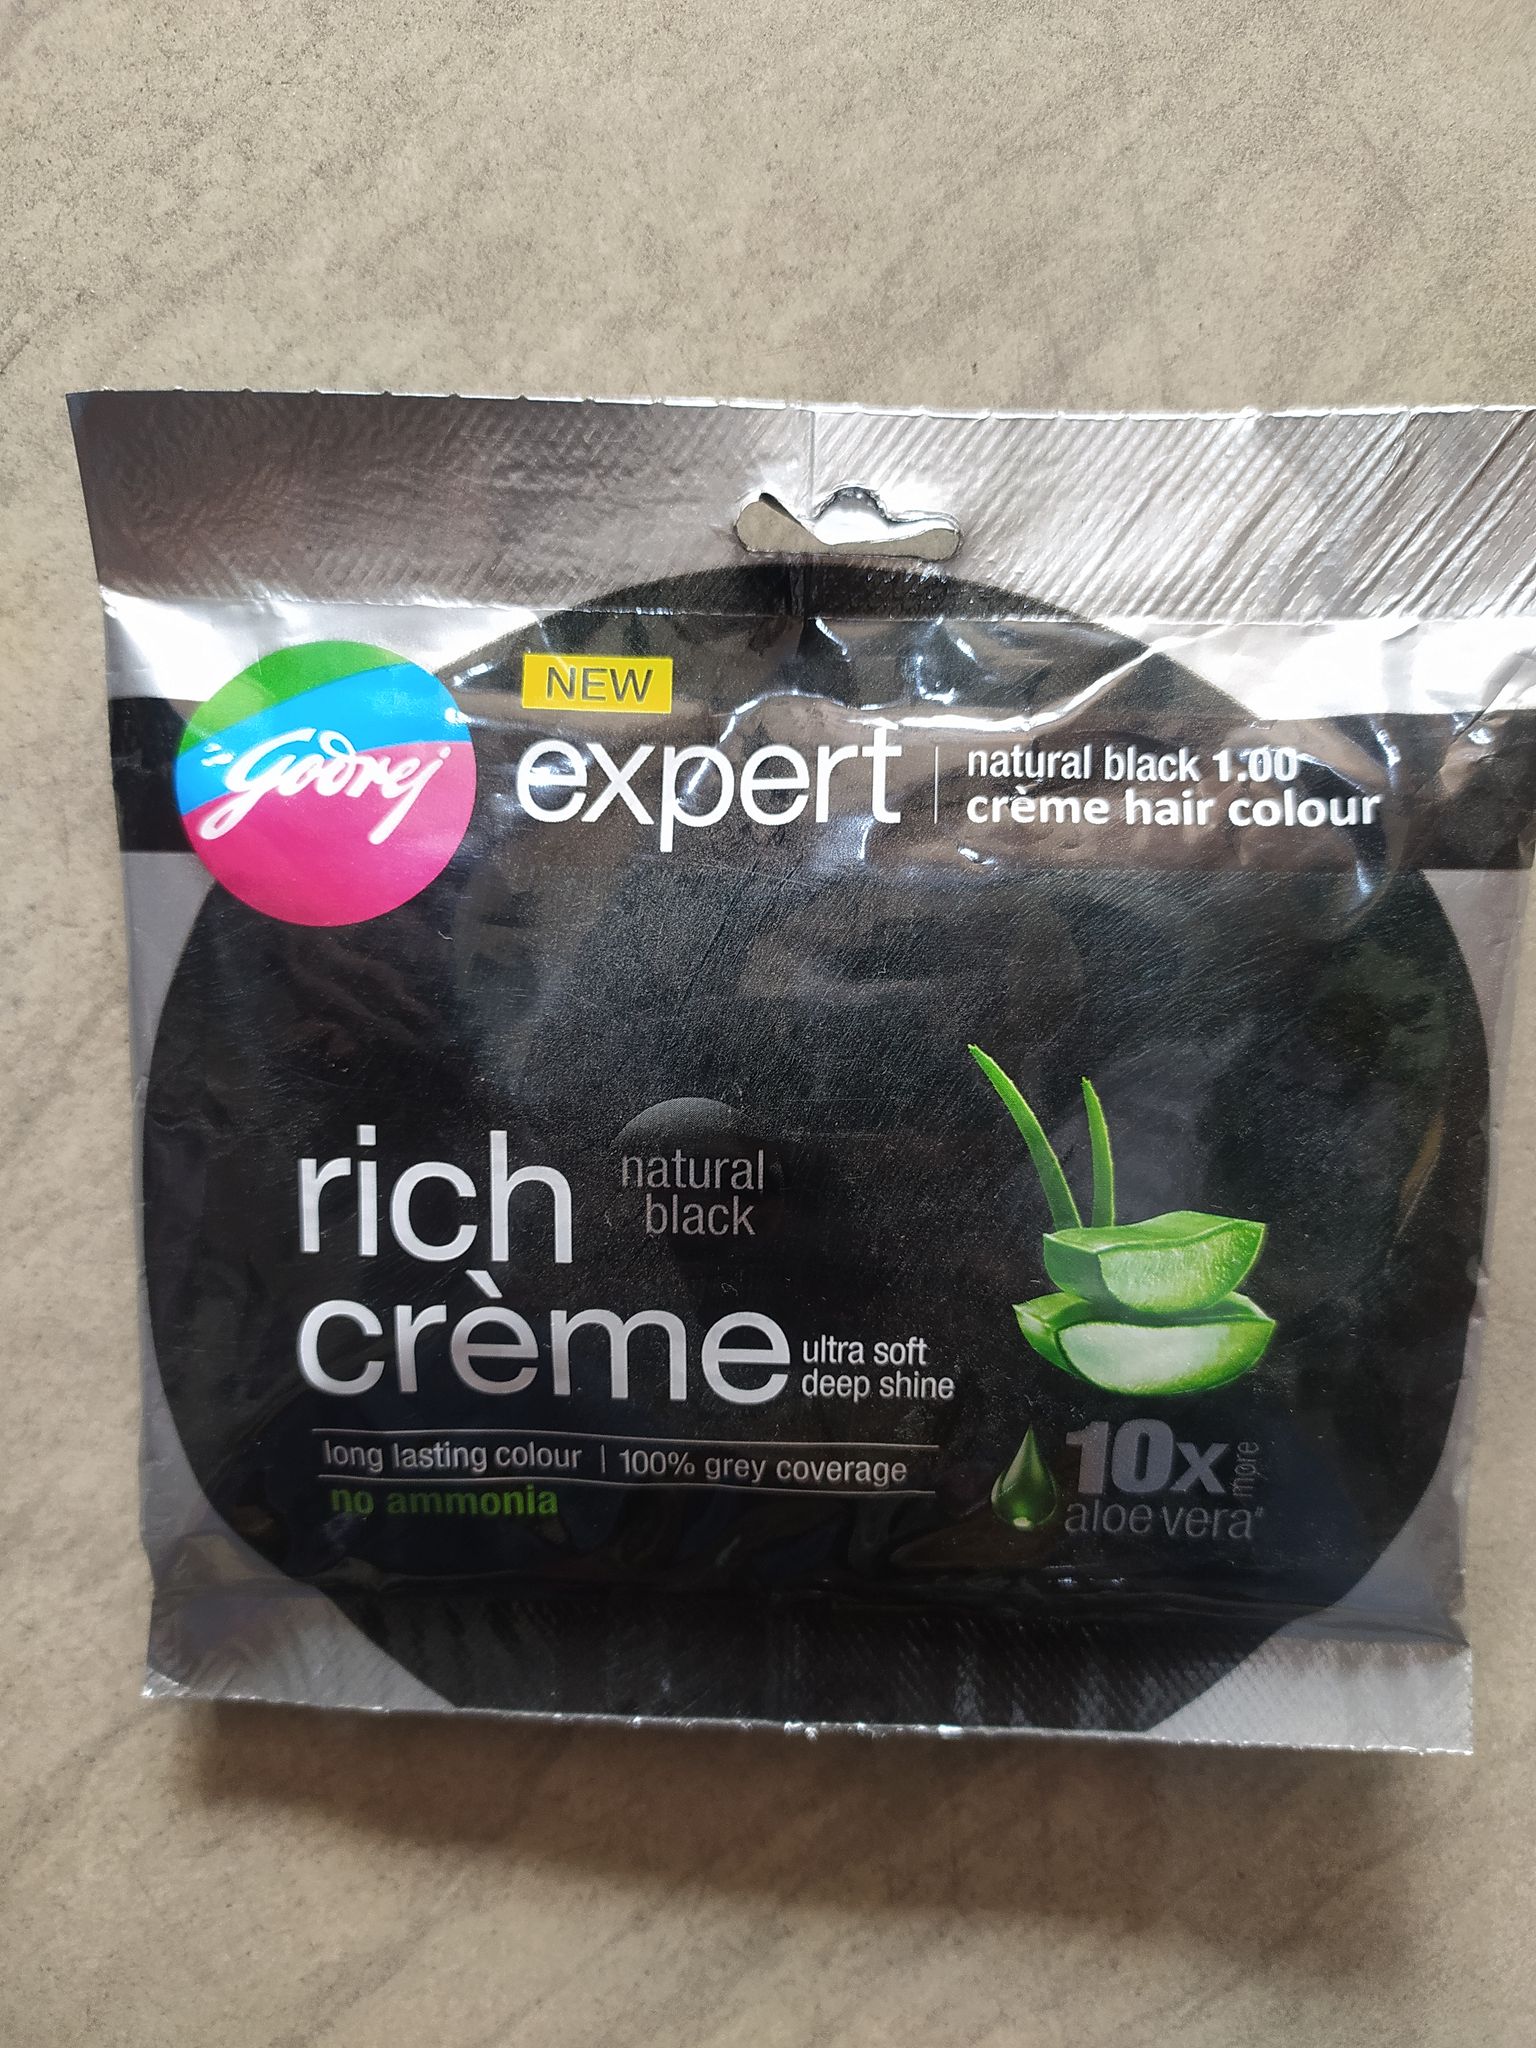 Godrej
NEW
expert
natural black 1.00
crème hair colour
rich
crème
natural
black
ultra soft
deep shine
long lasting colour | 100% grey coverage
no ammonia
10x more
aloe vera#